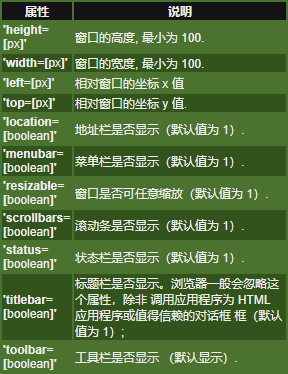 属性 说明
'height=
[px]' 窗口的高度, 最小为 100.
'width=[px]' 窗口的宽度, 最小为 100.
'left=[px]' 相对窗口的坐标 x 值
'top=[px]' 相对窗口的坐标 y 值.
'location=
[boolean]' 地址栏是否显示（默认值为 1）.
'menubar=
[boolean]' 菜单栏是否显示（默认值为 1）.
'resizable=
[boolean]' 窗口是否可任意缩放（默认值为 1）.
'scrollbars=
[boolean]' 滚动条是否显示（默认值为 1）.
'status=
[boolean]' 状态栏是否显示（默认值为 1）.
'titlebar=
[boolean]' 标题栏是否显示。浏览器一般会忽略这
个属性，除非 调用应用程序为 HTML
应用程序或值得信赖的对话框 框（默认
值为 1）;
'toolbar=
[boolean]' 工具栏是否显示 （默认显示）.